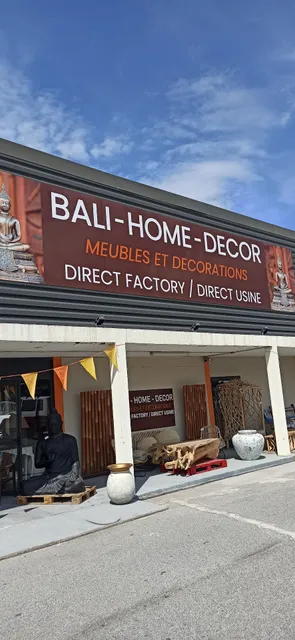 BALI-HOME-DECOR
MEUBLES ET DECORATIONS
DIRECT FACTORY / DIRECT USINE
-HOME-DECOR
FACTORY / DIRECT USINE